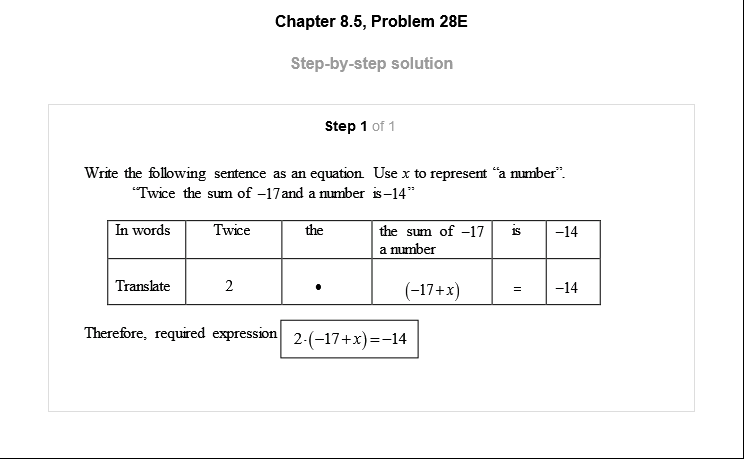 Chapter 8.5, Problem 28E
Step-by-step solution
Step 1 of 1
Write the following sentence as an equation. Use x to represent “a number”.
“Twice the sum of –17 and a number is –14”
In words Twice the the sum of –17 is –14
a number
Translate 2 • (–17+x) = –14
Therefore, required expression 2·(–17+x)=–14